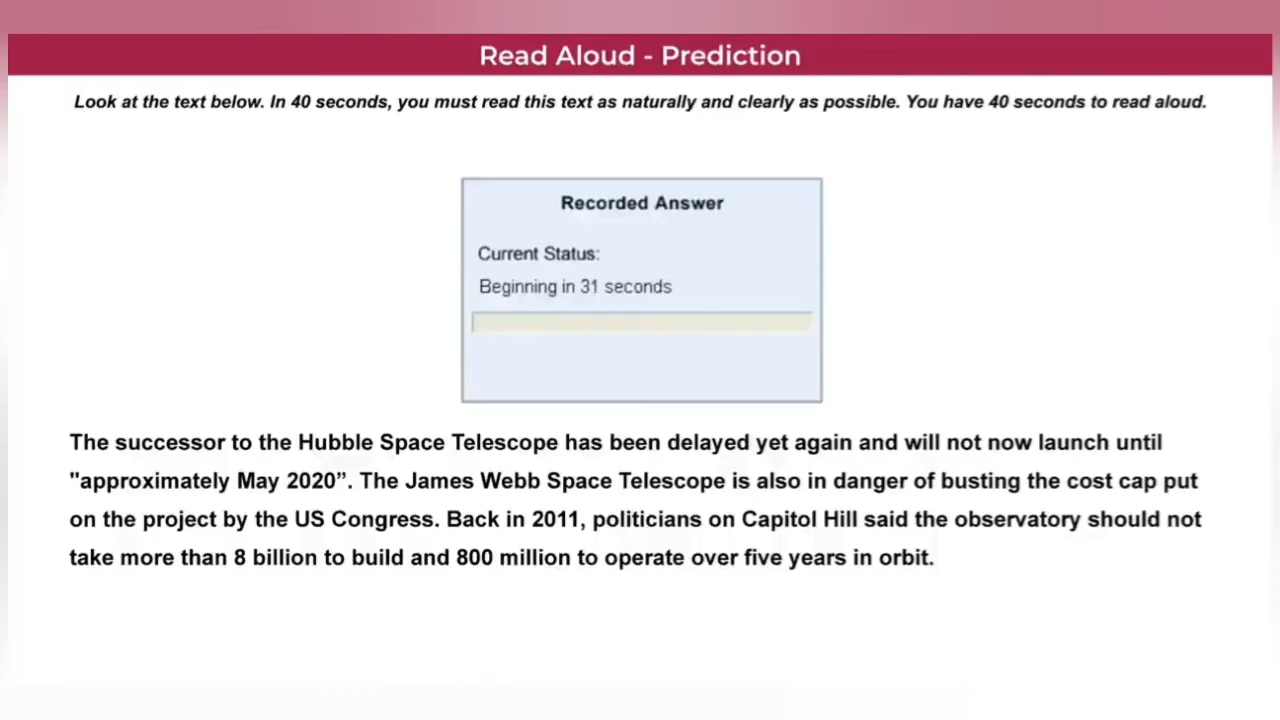 Read Aloud - Prediction
Look at the text below. In 40 seconds, you must read this text as naturally and clearly as possible. You have 40 seconds to read aloud.
Recorded Answer
Current Status:
Beginning in 31 seconds
The successor to the Hubble Space Telescope has been delayed yet again and will not now launch until
"approximately May 2020”. The James Webb Space Telescope is also in danger of busting the cost cap put
on the project by the US Congress. Back in 2011, politicians on Capitol Hill said the observatory should not
take more than 8 billion to build and 800 million to operate over five years in orbit.